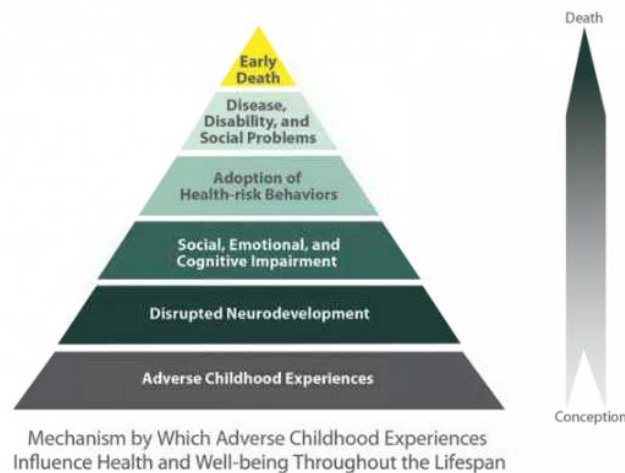 Death
Early
Death
Disease,
Disability, and
Social Problems
Adoption of
Health-risk Behaviors
Social, Emotional, and
Cognitive Impairment
Disrupted Neurodevelopment
Adverse Childhood Experiences
Conception
Mechanism by Which Adverse Childhood Experiences
Influence Health and Well-being Throughout the Lifespan